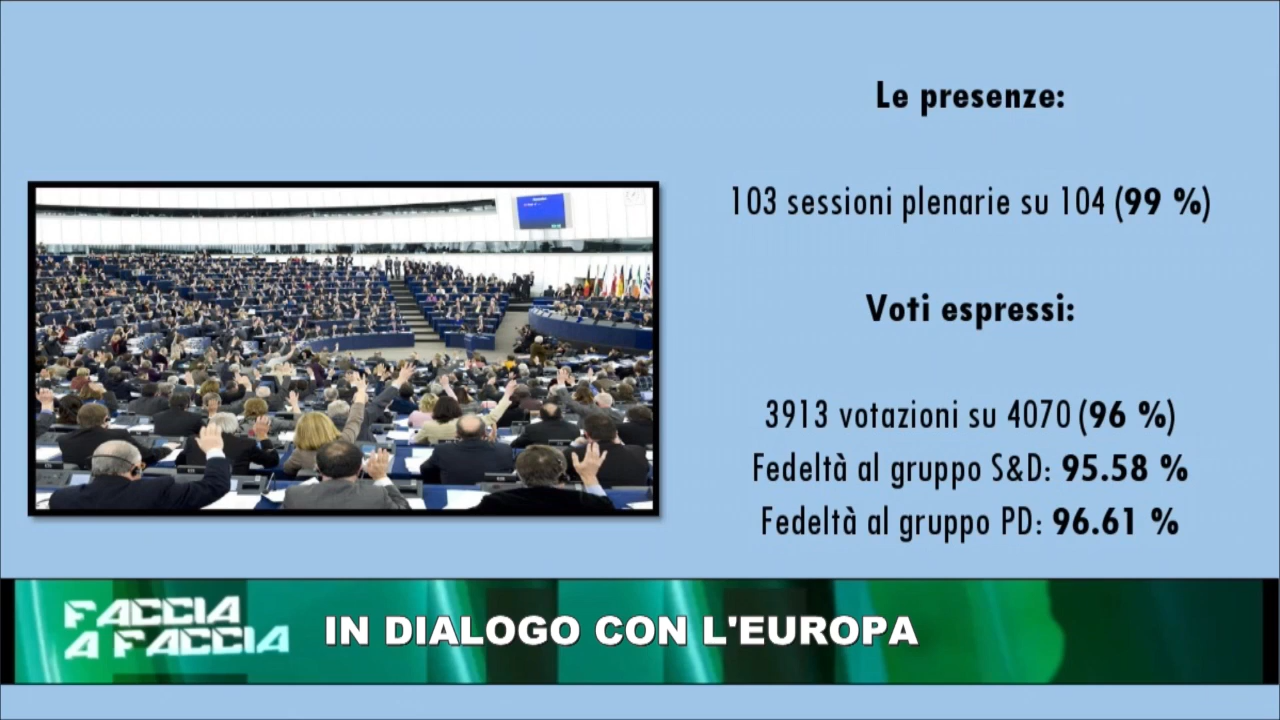 Le presenze:
103 sessioni plenarie su 104 (99 %)
Voti espressi:
3913 votazioni su 4070 (96 %)
Fedeltà al gruppo S&D: 95.58 %
Fedeltà al gruppo PD: 96.61 %
FACCIA
A FACCIA
IN DIALOGO CON L'EUROPA